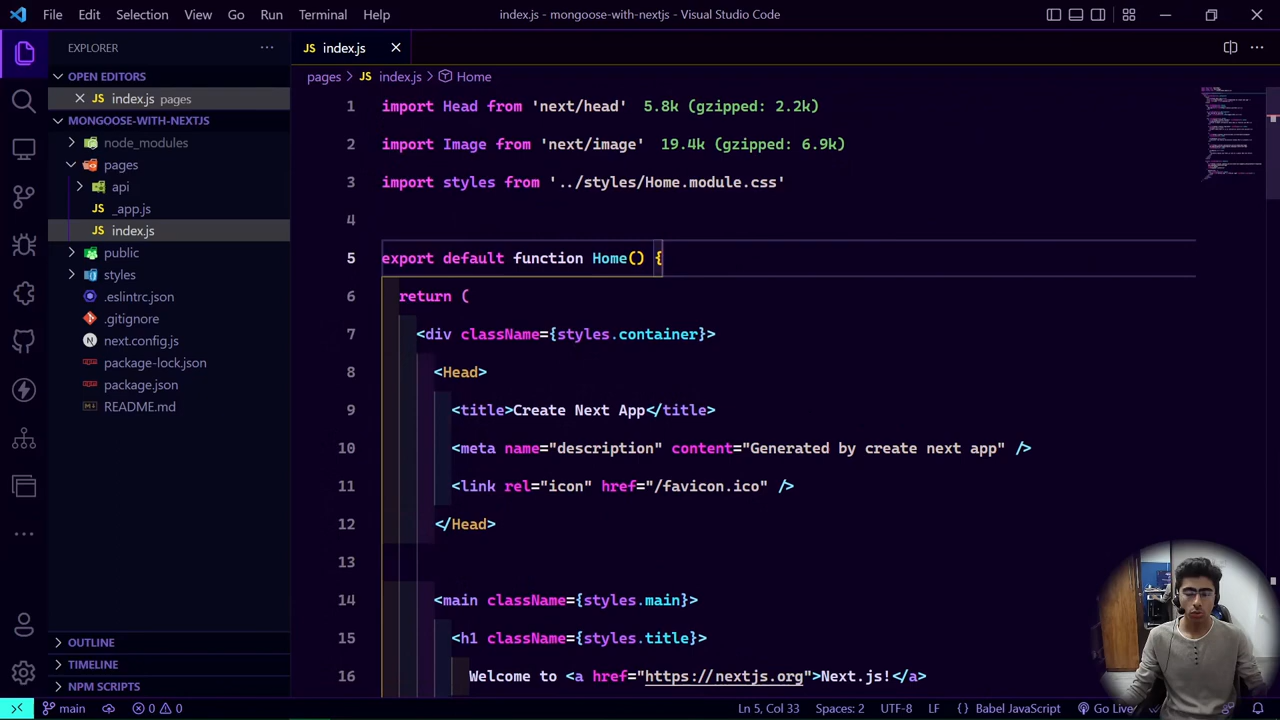 File Edit Selection View Go Run Terminal Help
index.js - mongoose-with-nextjs - Visual Studio Code
EXPLORER
OPEN EDITORS
JS index.js pages
MONGOOSE-WITH-NEXTJS
node_modules
pages
api
JS _app.js
JS index.js
public
styles
.eslintrc.json
.gitignore
N next.config.js
package-lock.json
package.json
README.md
OUTLINE
TIMELINE
NPM SCRIPTS
JS index.js
pages JS index.js Home
1 import Head from 'next/head' 5.8k (gzipped: 2.2k)
2 import Image from 'next/image' 19.4k (gzipped: 6.9k)
3 import styles from '../styles/Home.module.css'
4
5 export default function Home() {
6 return (
7 <div className={styles.container}>
8 <Head>
9 <title>Create Next App</title>
10 <meta name="description" content="Generated by create next app" />
11 <link rel="icon" href="/favicon.ico" />
12 </Head>
13
14 <main className={styles.main}>
15 <h1 className={styles.title}>
16 Welcome to <a href="https://nextjs.org">Next.js!</a>
main 0 0 Ln 5, Col 33 Spaces: 2 UTF-8 LF {} Babel JavaScript Go Live